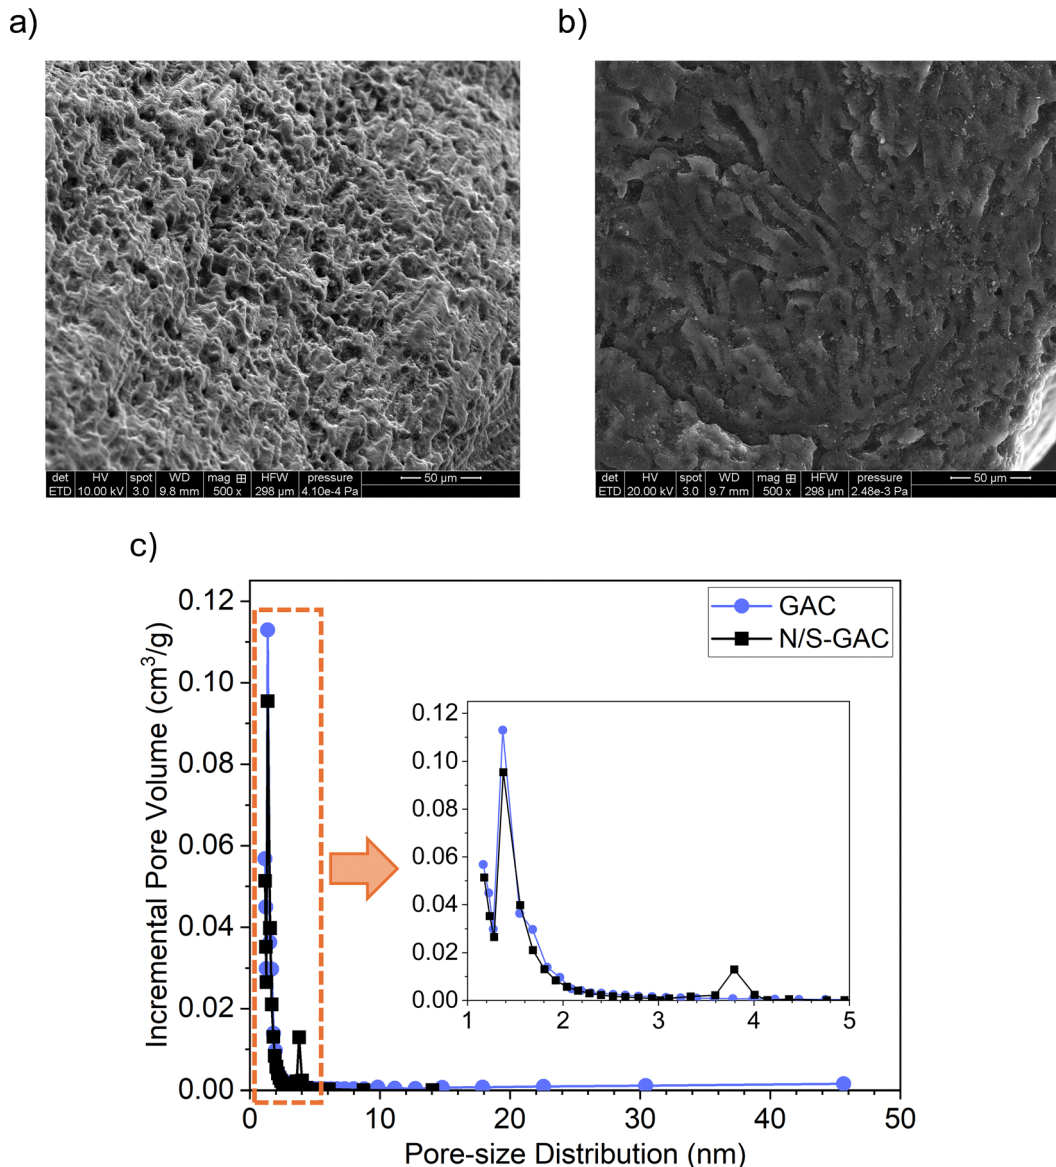 a)
b)
det HV spot WD mag ⊞ HFW pressure 50 µm
ETD 10.00 kV 3.0 9.8 mm 500 x 298 µm 4.10e-4 Pa
det HV spot WD mag ⊞ HFW pressure 50 µm
ETD 20.00 kV 3.0 9.7 mm 500 x 298 µm 2.48e-3 Pa
c)
GAC
N/S-GAC
Incremental Pore Volume (cm³/g)
0.12
0.10
0.08
0.06
0.04
0.02
0.00
0.12
0.10
0.08
0.06
0.04
0.02
0.00
1 2 3 4 5
0 10 20 30 40 50
Pore-size Distribution (nm)